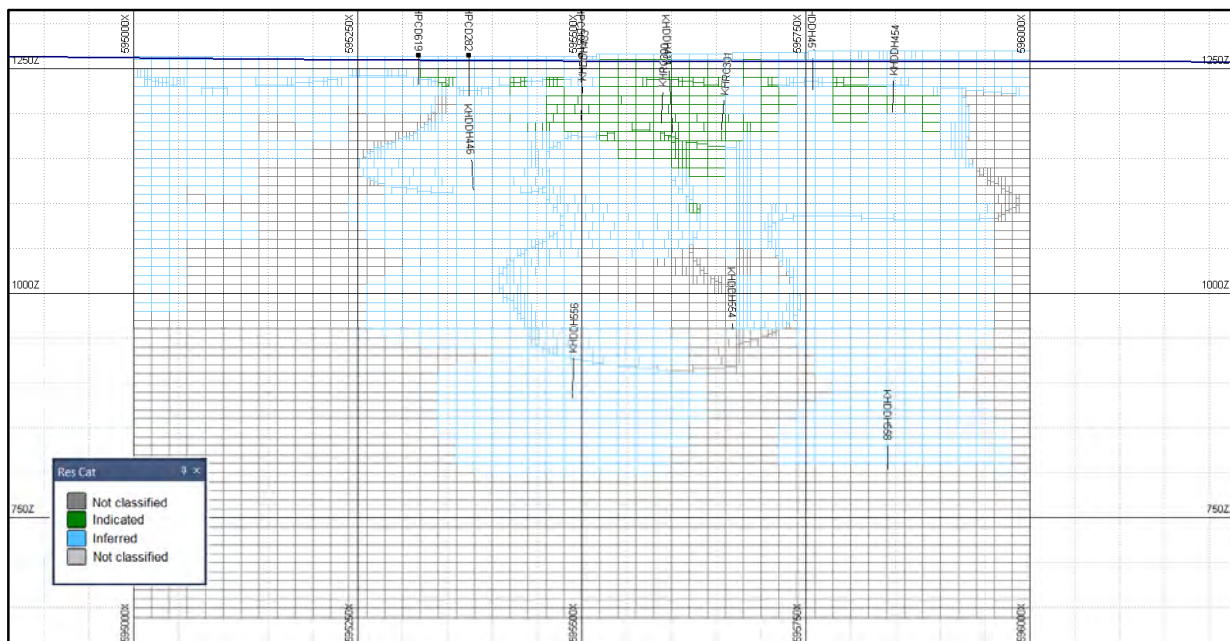 595000X
595250X
595500X
595750X
596000X
KHDDH454
1250Z
1250Z
KHRC301
KHDDH446
1000Z
1000Z
KHDDH554
KHDDH556
KHDDH558
Res Cat
Not classified
Indicated
Inferred
Not classified
750Z
750Z
595000X
595250X
595500X
595750X
596000X